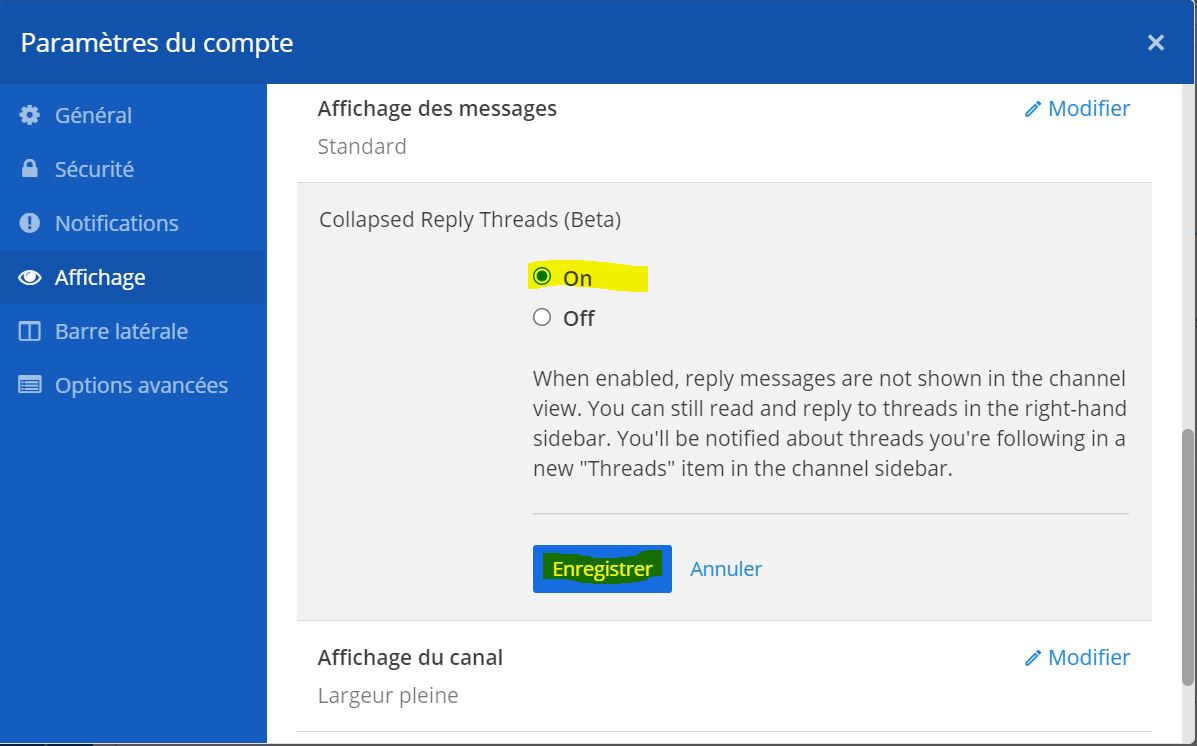 Paramètres du compte
Général
Sécurité
Notifications
Affichage
Barre latérale
Options avancées
Affichage des messages
Modifier
Standard
Collapsed Reply Threads (Beta)
On
Off
When enabled, reply messages are not shown in the channel
view. You can still read and reply to threads in the right-hand
sidebar. You'll be notified about threads you're following in a
new "Threads" item in the channel sidebar.
Enregistrer
Annuler
Affichage du canal
Modifier
Largeur pleine